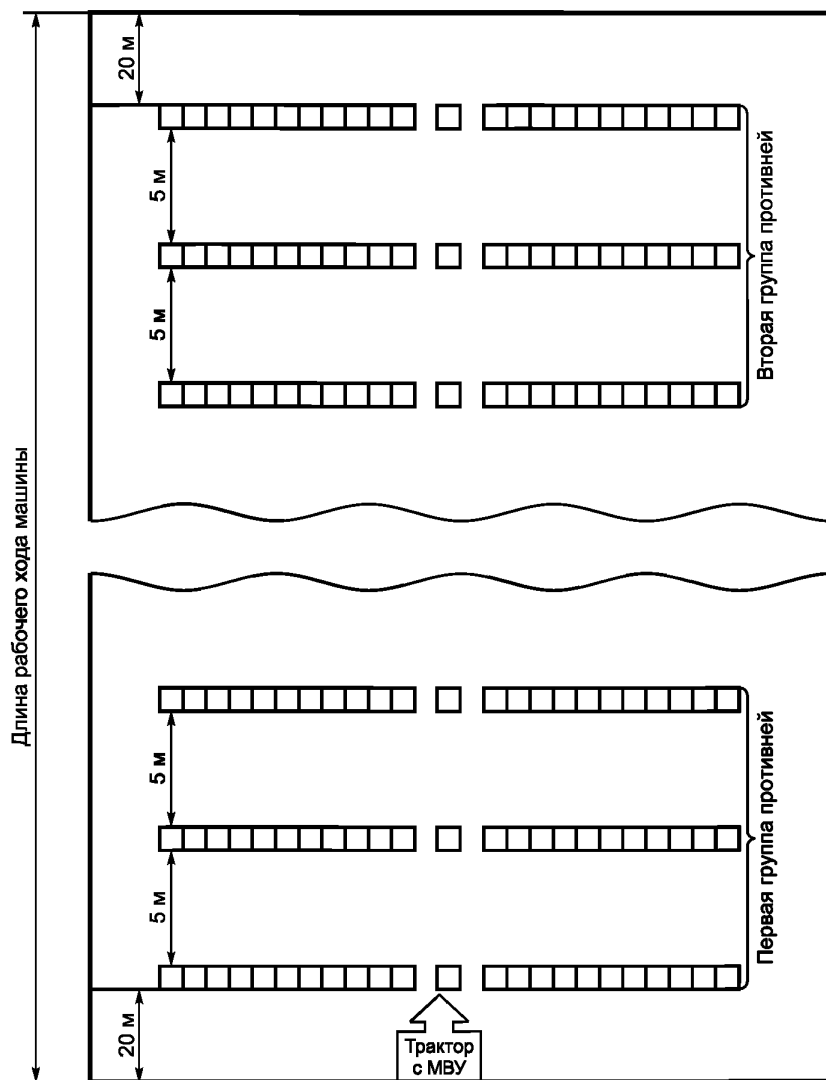 20 м
5 м
5 м
Вторая группа противней
Длина рабочего хода машины
5 м
5 м
Первая группа противней
20 м
Трактор
с МВУ